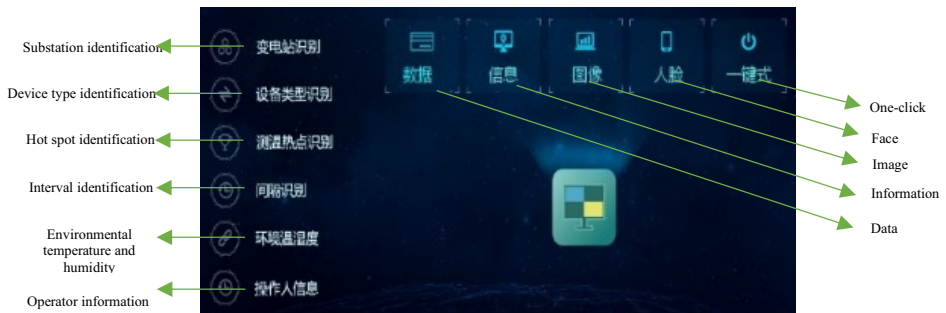 Substation identification
变电站识别
数据
信息
图像
人脸
一键式
Device type identification
设备类型识别
One-click
Hot spot identification
测温热点识别
Face
Image
Interval identification
间隔识别
Information
Data
Environmental
temperature and
humidity
环境温湿度
Operator information
操作人信息